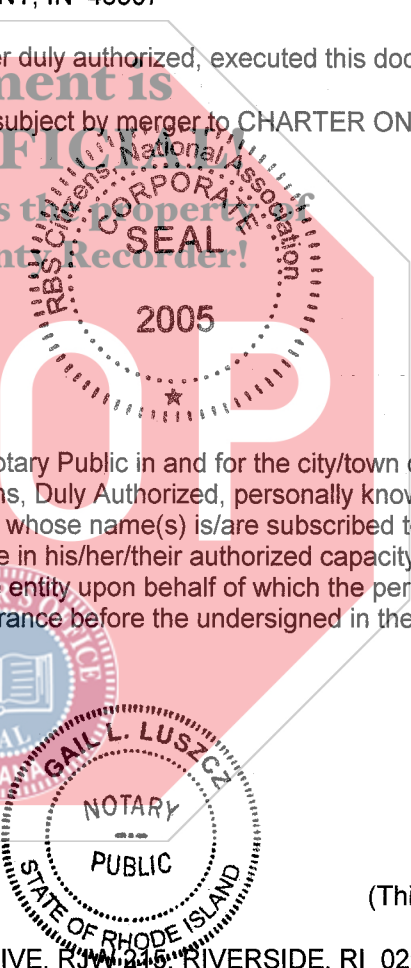 er duly authorized, executed this doc
ment is
subject by merger to CHARTER ON
FICIAL!
s the property of
nty Recorder!
RBS Citizens, National Association
CORPORATE
SEAL
2005
OP
otary Public in and for the city/town
ns, Duly Authorized, personally know
whose name(s) is/are subscribed t
e in his/her/their authorized capacity
entity upon behalf of which the per
rance before the undersigned in the
GAIL L. LUSZCZ
NOTARY
PUBLIC
STATE OF RHODE ISLAND
(Thi
IVE, RJW 215, RIVERSIDE, RI 02